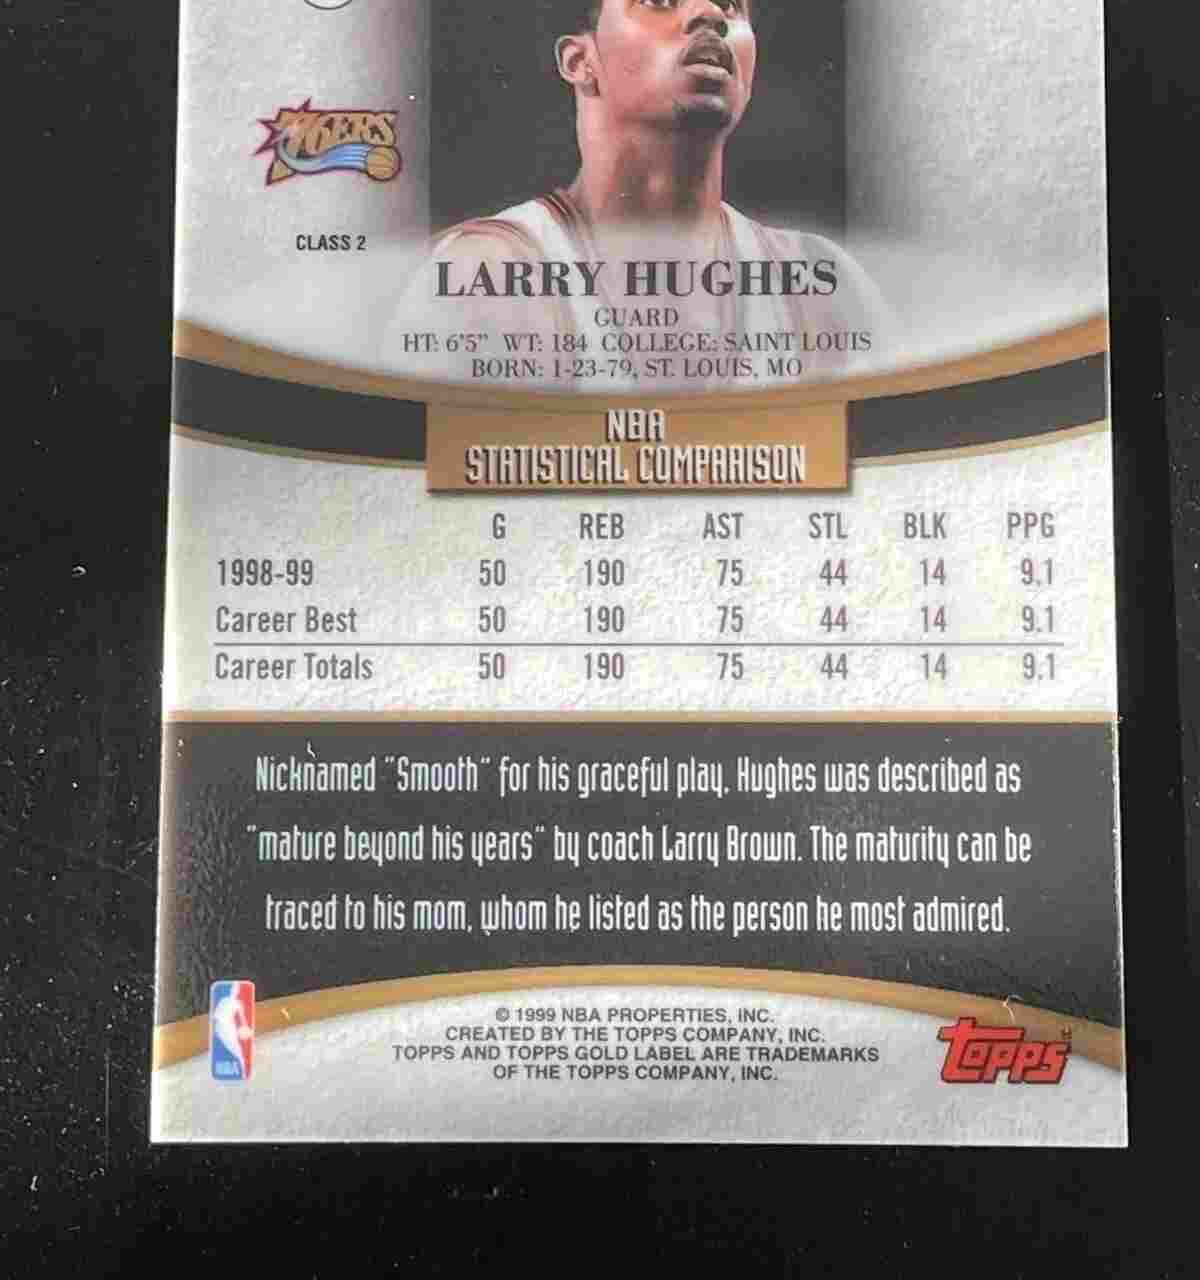 76ERS
CLASS 2
LARRY HUGHES
GUARD
HT: 6'5" WT: 184 COLLEGE: SAINT LOUIS
BORN: 1-23-79, ST. LOUIS, MO
NBA
STATISTICAL COMPARISON
G REB AST STL BLK PPG
1998-99 50 190 75 44 14 9.1
Career Best 50 190 75 44 14 9.1
Career Totals 50 190 75 44 14 9.1
Nicknamed "Smooth" for his graceful play, Hughes was described as
"mature beyond his years" by coach Larry Brown. The maturity can be
traced to his mom, whom he listed as the person he most admired.
© 1999 NBA PROPERTIES, INC.
CREATED BY THE TOPPS COMPANY, INC.
TOPPS AND TOPPS GOLD LABEL ARE TRADEMARKS
OF THE TOPPS COMPANY, INC.
NBA
TOPPS